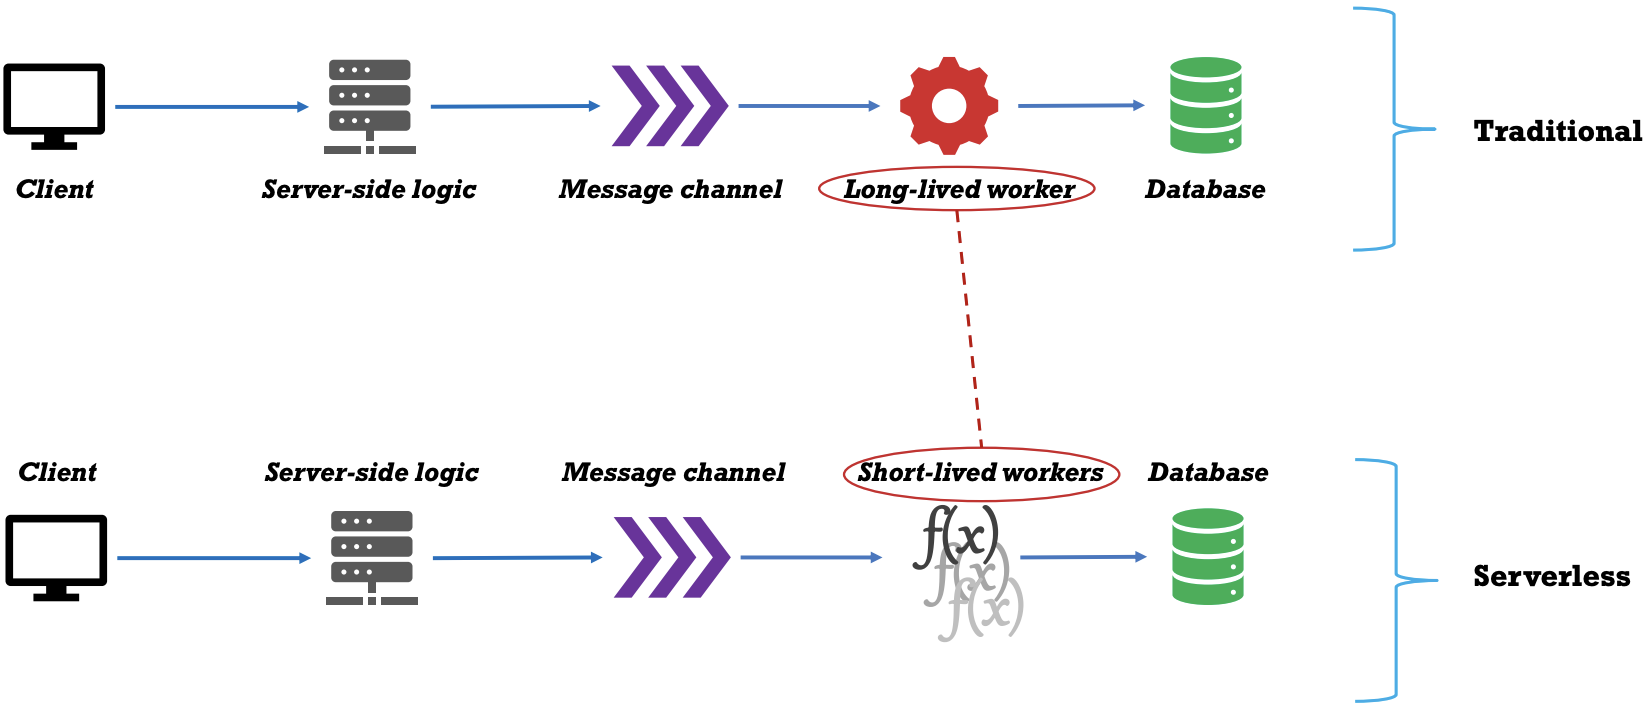 Traditional
Client
Server-side logic
Message channel
Long-lived worker
Database
Client
Server-side logic
Message channel
Short-lived workers
Database
f(x)
f(x)
f(x)
Serverless